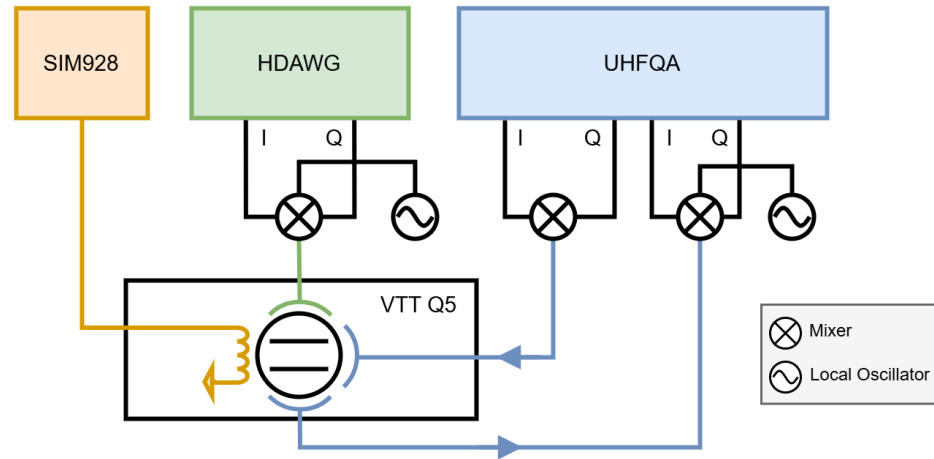 SIM928
HDAWG
UHFQA
I
Q
I
Q
I
Q
VTT Q5
Mixer
Local Oscillator